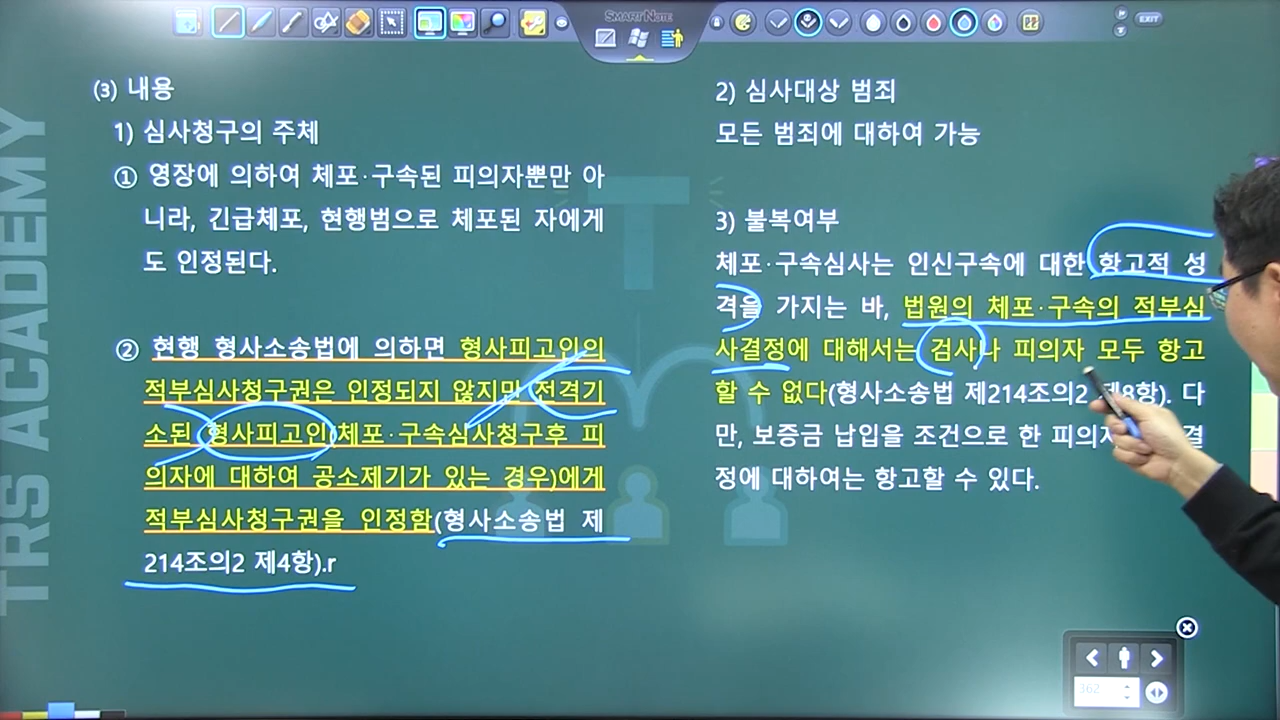 SMARTNOTE
EXIT
TRS ACADEMY
(3) 내용
1) 심사청구의 주체
① 영장에 의하여 체포·구속된 피의자뿐만 아
니라, 긴급체포, 현행범으로 체포된 자에게
도 인정된다.
② 현행 형사소송법에 의하면 형사피고인의
적부심사청구권은 인정되지 않지만 전격기
소된 형사피고인(체포·구속심사청구후 피
의자에 대하여 공소제기가 있는 경우)에게
적부심사청구권을 인정함(형사소송법 제
214조의2 제4항).r
2) 심사대상 범죄
모든 범죄에 대하여 가능
3) 불복여부
체포·구속심사는 인신구속에 대한 항고적 성
격을 가지는 바, 법원의 체포·구속의 적부심
사결정에 대해서는 검사나 피의자 모두 항고
할 수 없다(형사소송법 제214조의2 제8항). 다
만, 보증금 납입을 조건으로 한 피의자 결
정에 대하여는 항고할 수 있다.
362